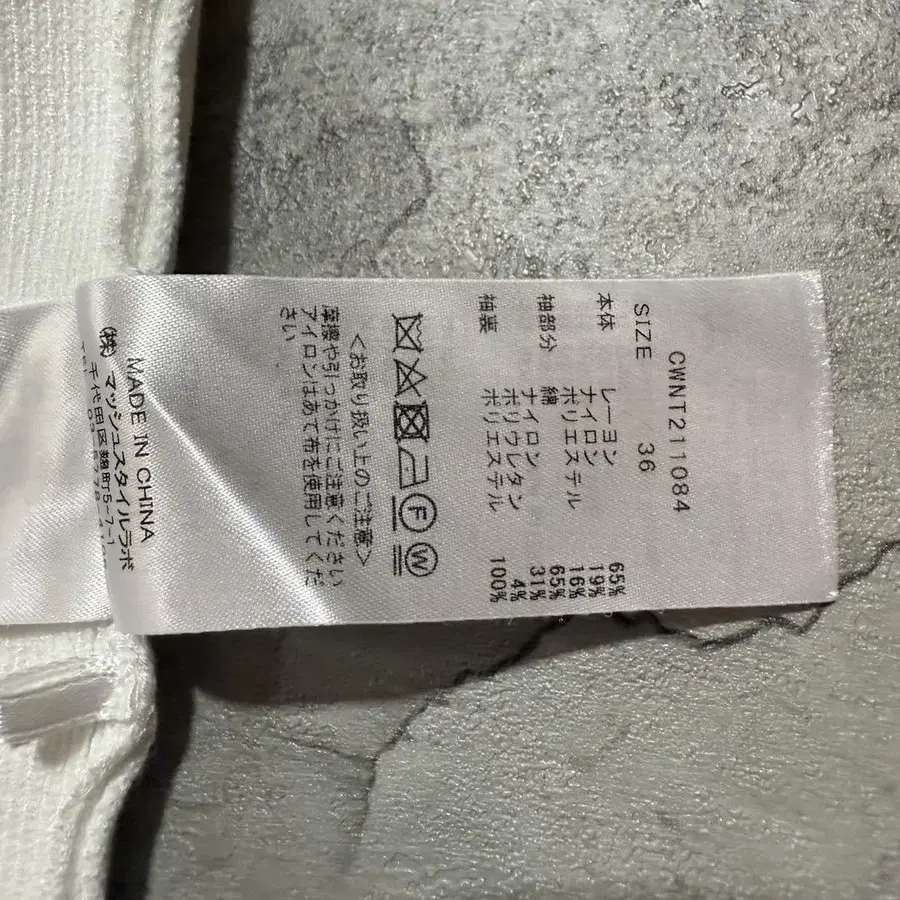 CWNT211084
SIZE 36
本体 レーヨン 65%
ナイロン 19%
ポリエステル 16%
袖部分 綿 65%
ナイロン 31%
ポリウレタン 4%
袖裏 ポリエステル 100%
F W
<お取り扱い上のご注意>
摩擦や引っかけにご注意ください
アイロンはあて布を使用してくだ
さい
MADE IN CHINA
(株)マッシュスタイルラボ
千代田区麹町5-7-1